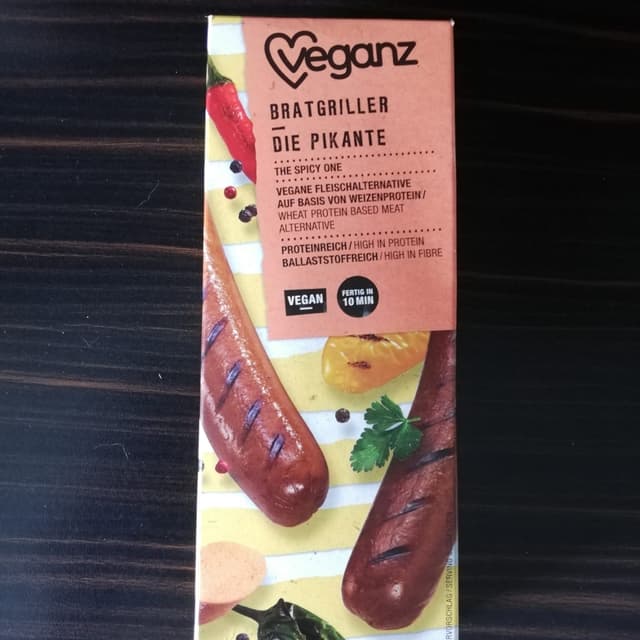 veganz
BRATGRILLER
DIE PIKANTE
THE SPICY ONE
VEGANE FLEISCHALTERNATIVE
AUF BASIS VON WEIZENPROTEIN /
WHEAT PROTEIN BASED MEAT
ALTERNATIVE
PROTEINREICH / HIGH IN PROTEIN
BALLASTSTOFFREICH / HIGH IN FIBRE
VEGAN
FERTIG IN
10 MIN